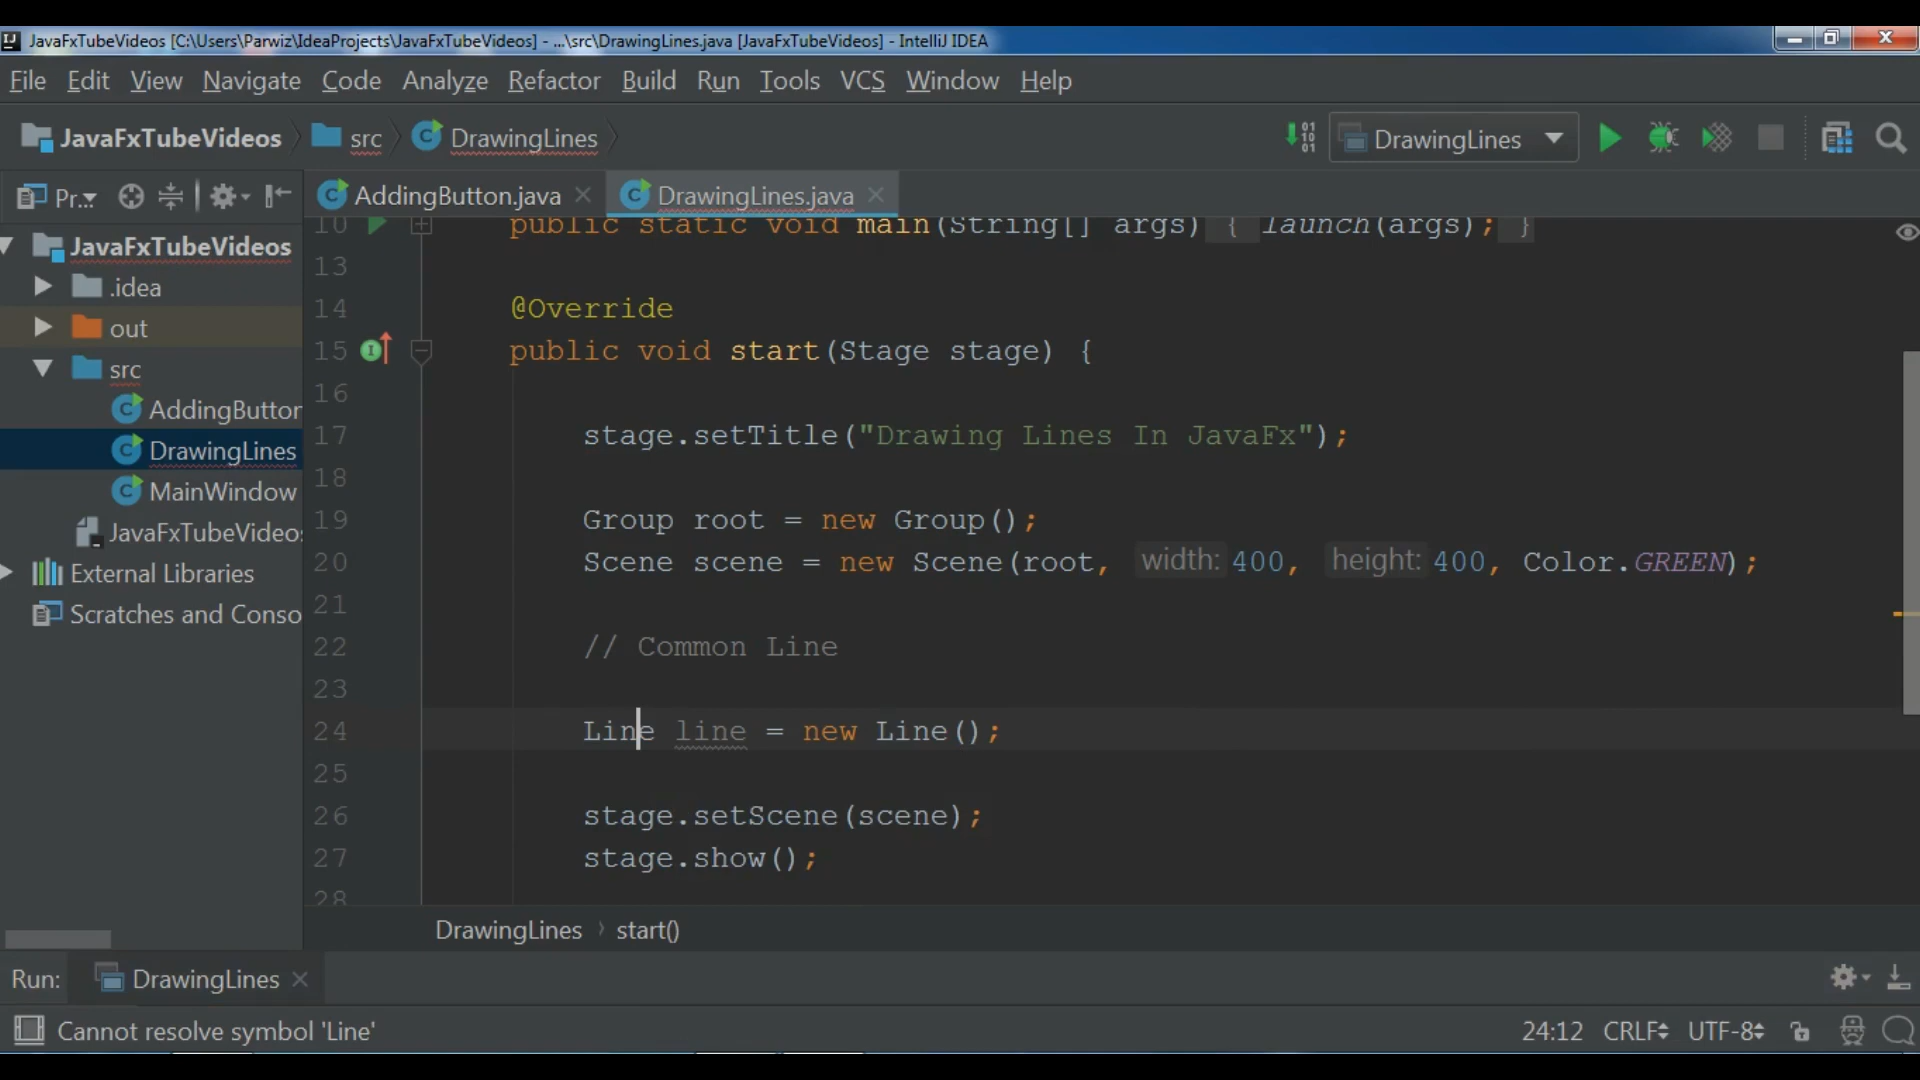 JavaFxTubeVideos [C:\Users\Parwiz\IdeaProjects\JavaFxTubeVideos] - ...\src\DrawingLines.java [JavaFxTubeVideos] - IntelliJ IDEA
File Edit View Navigate Code Analyze Refactor Build Run Tools VCS Window Help
JavaFxTubeVideos src DrawingLines DrawingLines
Pr... AddingButton.java DrawingLines.java
JavaFxTubeVideos
.idea
out
src
AddingButton
DrawingLines
MainWindow
JavaFxTubeVideos
External Libraries
Scratches and Conso
10 public static void main(String[] args) { launch(args); }
13
14 @Override
15 public void start(Stage stage) {
16
17 stage.setTitle("Drawing Lines In JavaFx");
18
19 Group root = new Group();
20 Scene scene = new Scene(root, width: 400, height: 400, Color.GREEN);
21
22 // Common Line
23
24 Line line = new Line();
25
26 stage.setScene(scene);
27 stage.show();
28
DrawingLines start()
Run: DrawingLines
Cannot resolve symbol 'Line' 24:12 CRLF UTF-8